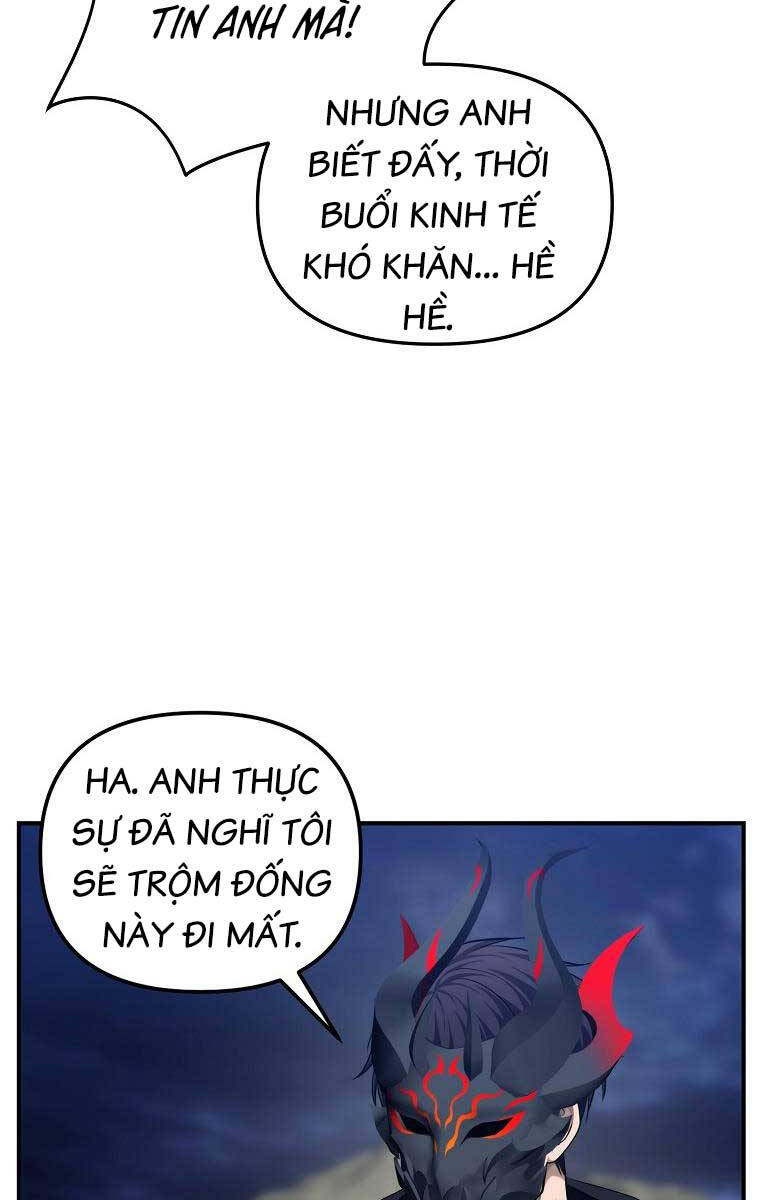 TIN ANH MÀ!
NHƯNG ANH
BIẾT ĐẤY, THỜI
BUỔI KINH TẾ
KHÓ KHĂN... HỀ
HỀ.
HA. ANH THỰC
SỰ ĐÃ NGHĨ TÔI
SẼ TRỘM ĐỐNG
NÀY ĐI MẤT.